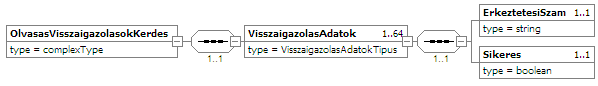 OlvasasVisszaigazolasokKerdes
type = complexType
1..1
VisszaigazolasAdatok 1..64
type = VisszaigazolasAdatokTipus
1..1
ErkeztetesiSzam 1..1
type = string
Sikeres 1..1
type = boolean